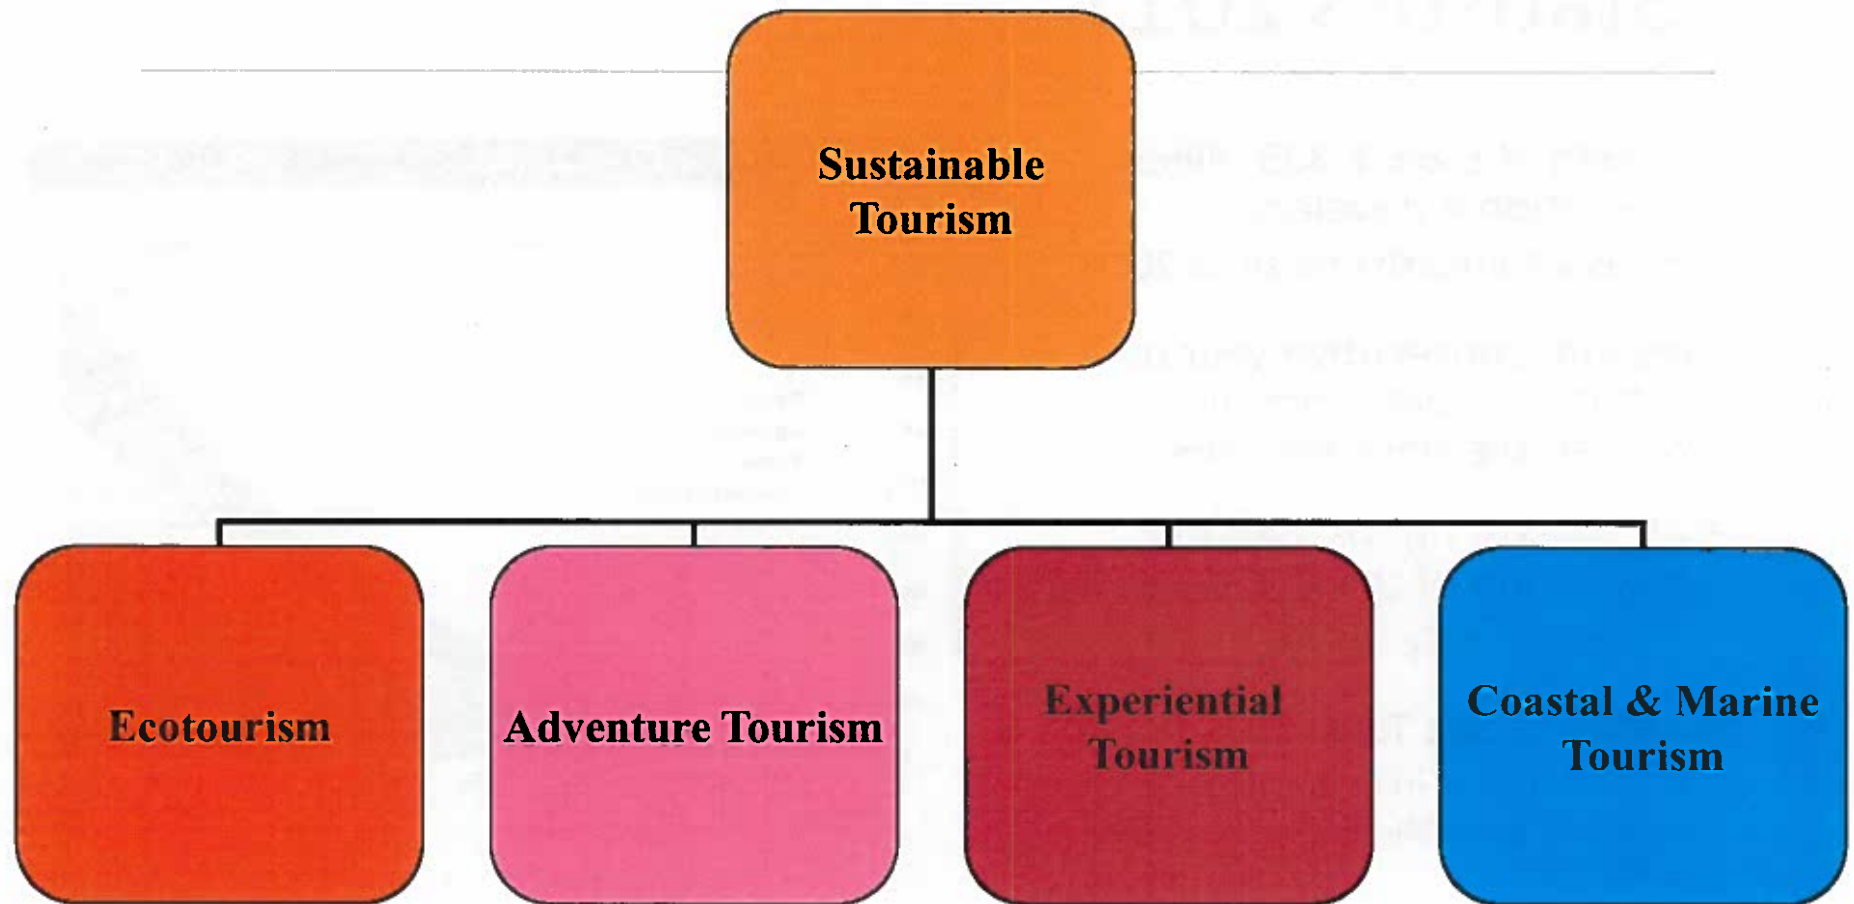 Sustainable
Tourism
Ecotourism
Adventure Tourism
Experiential
Tourism
Coastal & Marine
Tourism